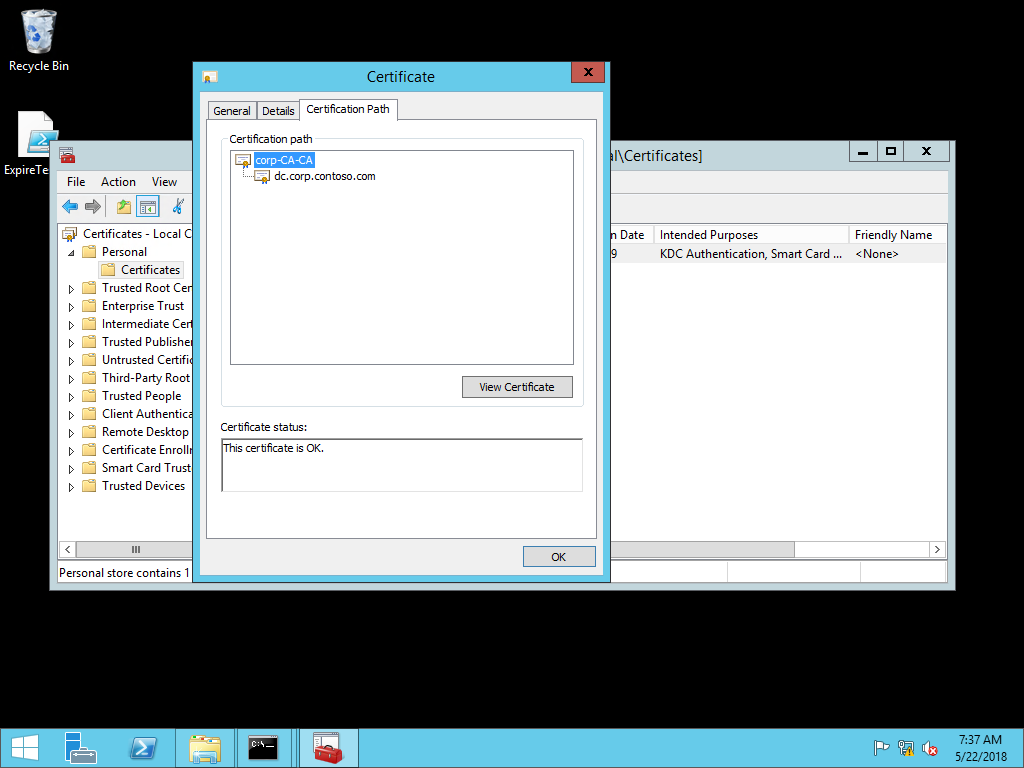 Recycle Bin
ExpireTe
Certificate
x
General
Details
Certification Path
Certification path
corp-CA-CA
dc.corp.contoso.com
View Certificate
Certificate status:
This certificate is OK.
OK
al\Certificates]
File Action View
Certificates - Local C
Personal
Certificates
Trusted Root Cer
Enterprise Trust
Intermediate Cert
Trusted Publisher
Untrusted Certific
Third-Party Root
Trusted People
Client Authentica
Remote Desktop
Certificate Enrollr
Smart Card Trust
Trusted Devices
n Date Intended Purposes Friendly Name
9 KDC Authentication, Smart Card ... <None>
Personal store contains 1
C:\
7:37 AM
5/22/2018